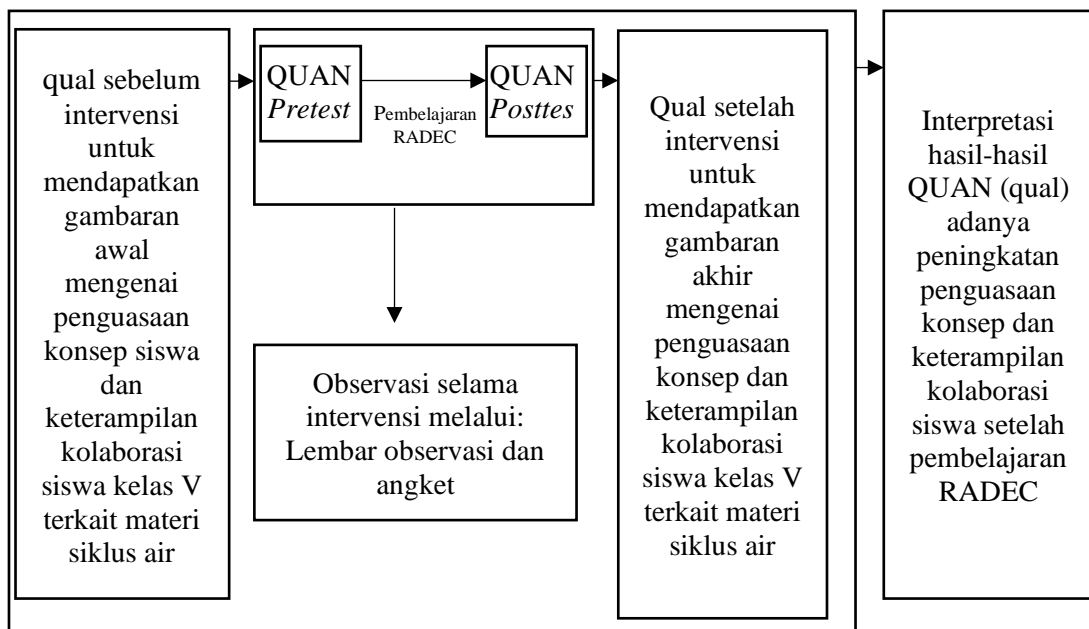 qual sebelum
intervensi
untuk
mendapatkan
gambaran
awal
mengenai
penguasaan
konsep siswa
dan
keterampilan
kolaborasi
siswa kelas V
terkait materi
siklus air
QUAN
Pretest
Pembelajaran
RADEC
QUAN
Posttes
Observasi selama
intervensi melalui:
Lembar observasi dan
angket
Qual setelah
intervensi
untuk
mendapatkan
gambaran
akhir
mengenai
penguasaan
konsep dan
keterampilan
kolaborasi
siswa kelas V
terkait materi
siklus air
Interpretasi
hasil-hasil
QUAN (qual)
adanya
peningkatan
penguasaan
konsep dan
keterampilan
kolaborasi
siswa setelah
pembelajaran
RADEC